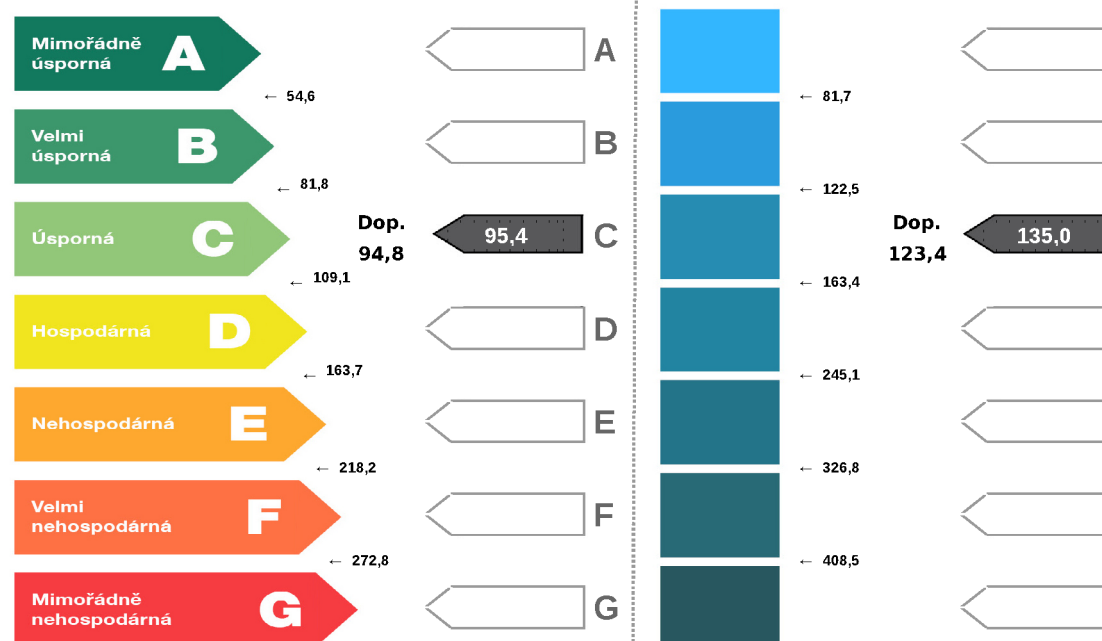 Mimořádně
úsporná
A
A
54,6
81,7
Velmi
úsporná
B
B
81,8
122,5
Úsporná
C
Dop.
94,8
95,4
C
Dop.
123,4
135,0
109,1
163,4
Hospodárná
D
D
163,7
245,1
Nehospodárná
E
E
218,2
326,8
Velmi
nehospodárná
F
F
272,8
408,5
Mimořádně
nehospodárná
G
G